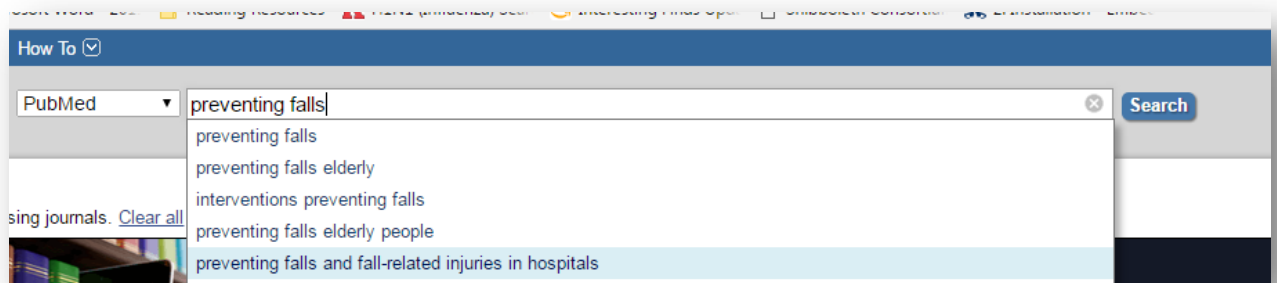 How To
PubMed preventing falls Search
preventing falls
preventing falls elderly
interventions preventing falls
sing journals. Clear all
preventing falls elderly people
preventing falls and fall-related injuries in hospitals